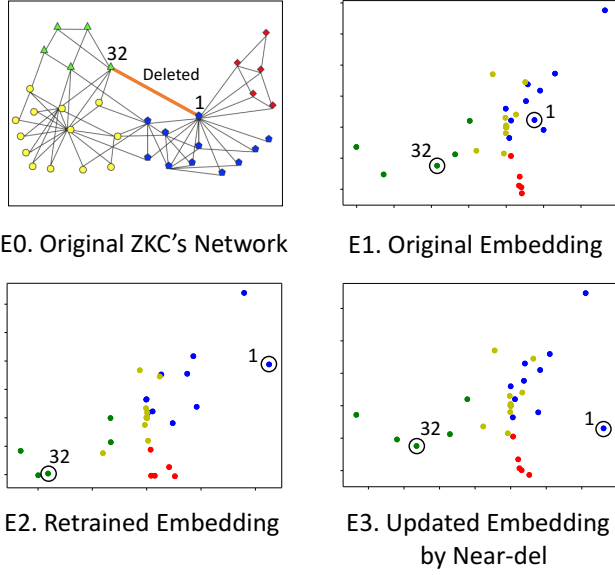 32
Deleted
1
E0. Original ZKC's Network
1
32
E1. Original Embedding
1
32
E2. Retrained Embedding
32
1
E3. Updated Embedding
by Near-del